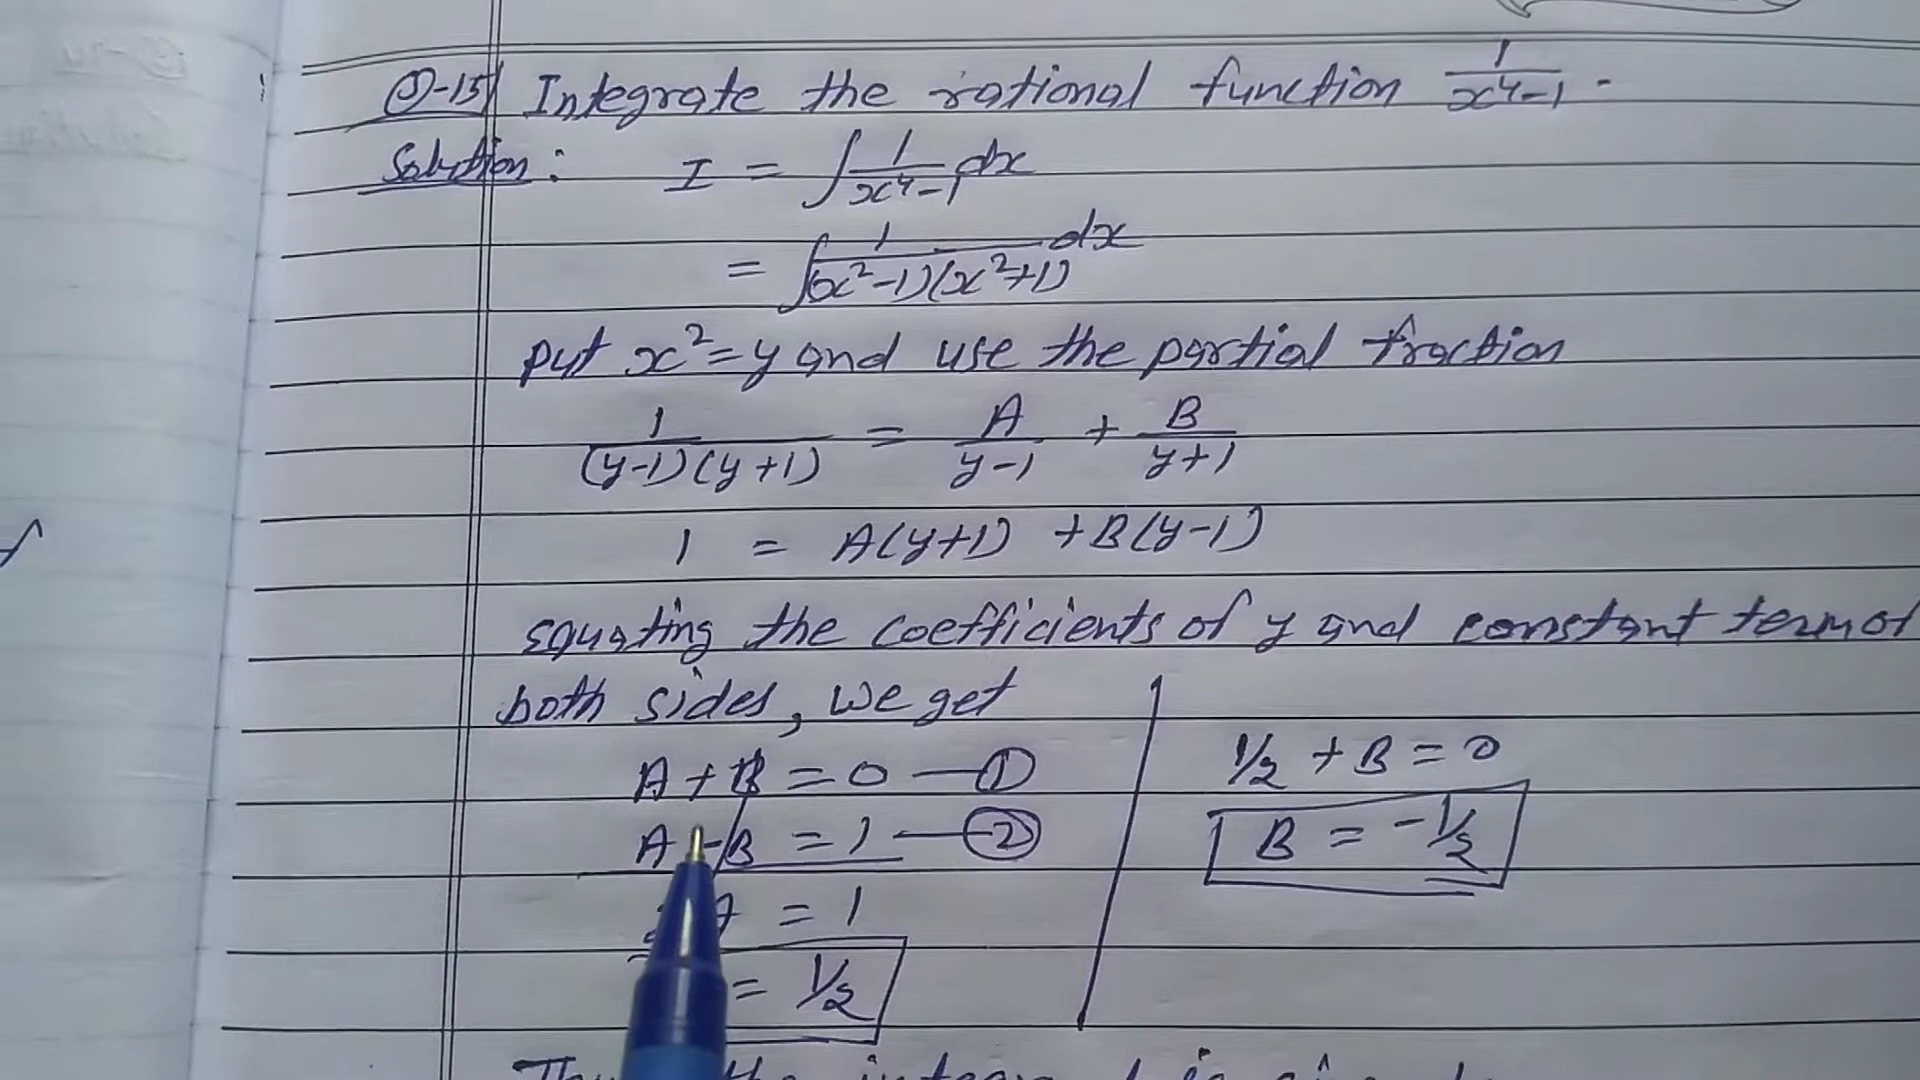 Q-15/ Integrate the rational function 1/(x⁴-1) .
Solution: I = ∫ 1/(x⁴-1) dx
= ∫ 1/((x²-1)(x²+1)) dx
put x² = y and use the partial fraction
1/((y-1)(y+1)) = A/(y-1) + B/(y+1)
1 = A(y+1) + B(y-1)
equating the coefficients of y and constant term of
both sides, we get
A + B = 0 — ①
A - B = 1 — ②
= 1
= 1/2
1/2 + B = 0
B = -1/2
the